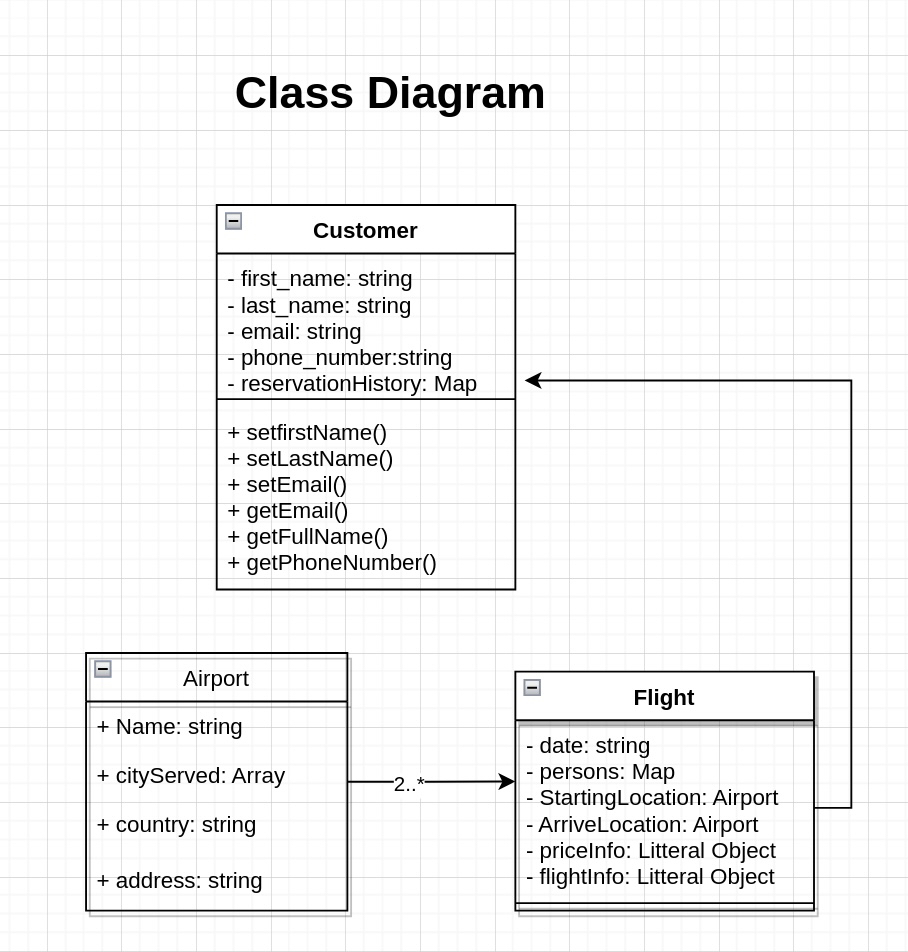 Class Diagram
Customer
- first_name: string
- last_name: string
- email: string
- phone_number:string
- reservationHistory: Map
+ setfirstName()
+ setLastName()
+ setEmail()
+ getEmail()
+ getFullName()
+ getPhoneNumber()
Airport
+ Name: string
+ cityServed: Array
+ country: string
+ address: string
2..*
Flight
- date: string
- persons: Map
- StartingLocation: Airport
- ArriveLocation: Airport
- priceInfo: Litteral Object
- flightInfo: Litteral Object